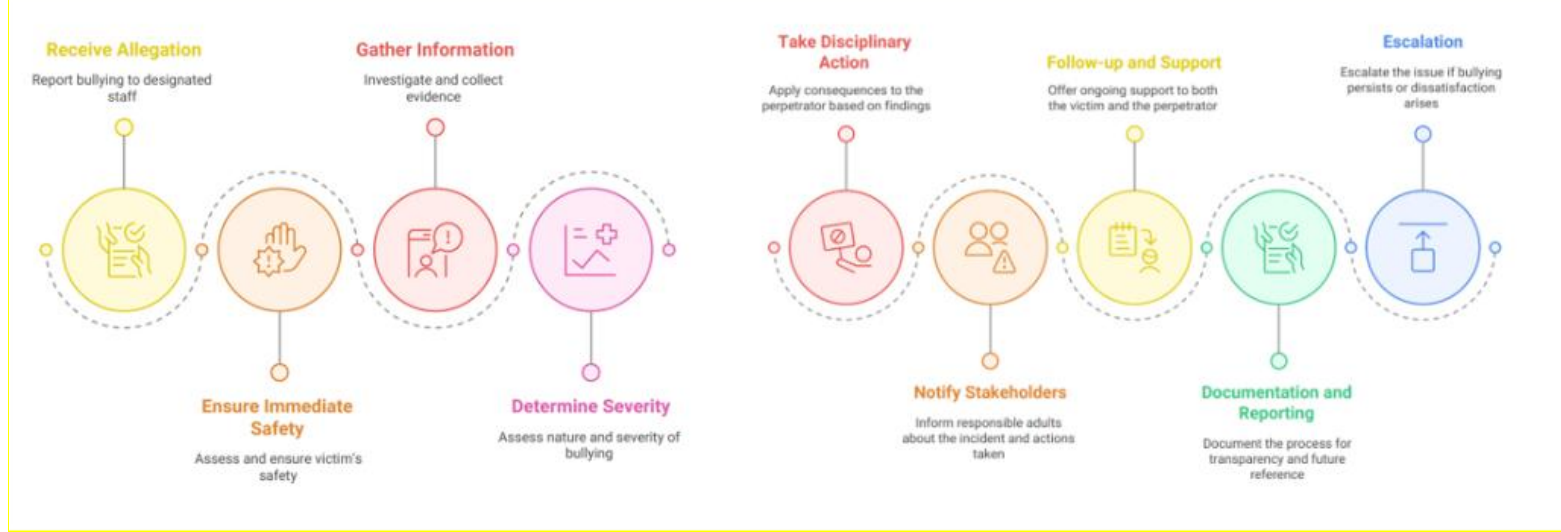 Receive Allegation
Report bullying to designated
staff
Ensure Immediate
Safety
Assess and ensure victim's
safety
Gather Information
Investigate and collect
evidence
Determine Severity
Assess nature and severity of
bullying
Take Disciplinary
Action
Apply consequences to the
perpetrator based on findings
Notify Stakeholders
Inform responsible adults
about the incident and actions
taken
Follow-up and Support
Offer ongoing support to both
the victim and the perpetrator
Documentation and
Reporting
Document the process for
transparency and future
reference
Escalation
Escalate the issue if bullying
persists or dissatisfaction
arises